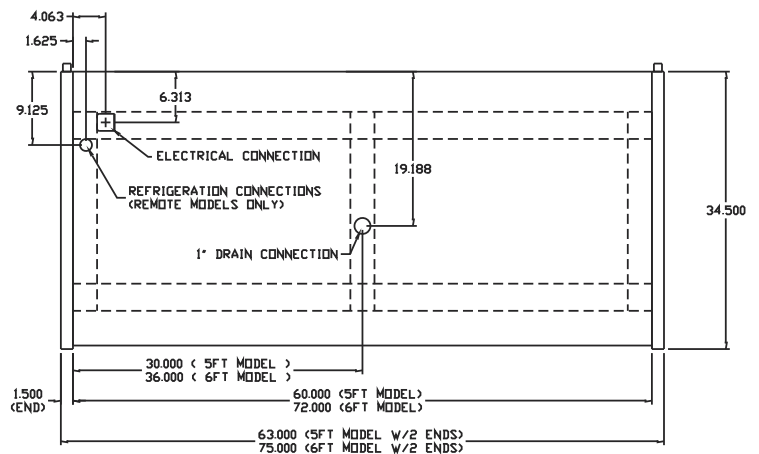 4.063
1.625
9.125
6.313
ELECTRICAL CONNECTION
19.188
REFRIGERATION CONNECTIONS
(REMOTE MODELS ONLY)
34.500
1" DRAIN CONNECTION
30.000 ( 5FT MODEL )
36.000 ( 6FT MODEL )
1.500
(END)
60.000 (5FT MODEL)
72.000 (6FT MODEL)
63.000 (5FT MODEL W/2 ENDS)
75.000 (6FT MODEL W/2 ENDS)